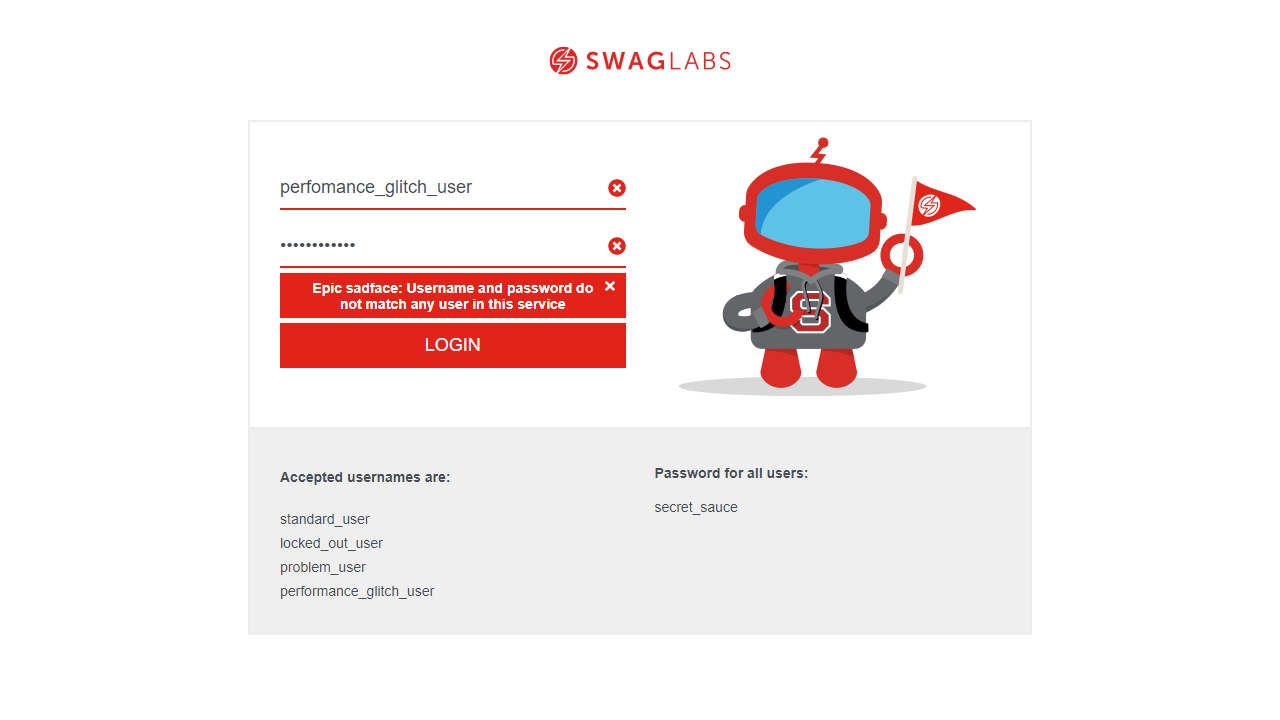 SWAGLABS
perfomance_glitch_user
••••••••••••
Epic sadface: Username and password do
not match any user in this service
LOGIN
Accepted usernames are:
standard_user
locked_out_user
problem_user
performance_glitch_user
Password for all users:
secret_sauce